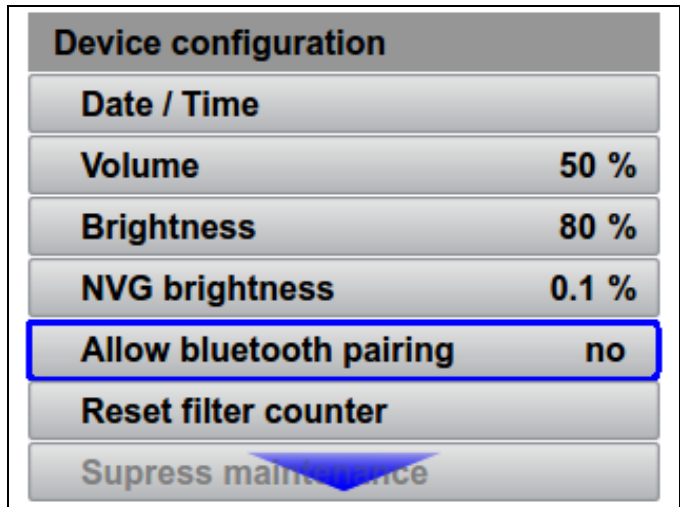 Device configuration
Date / Time
Volume 50 %
Brightness 80 %
NVG brightness 0.1 %
Allow bluetooth pairing no
Reset filter counter
Supress maintenance